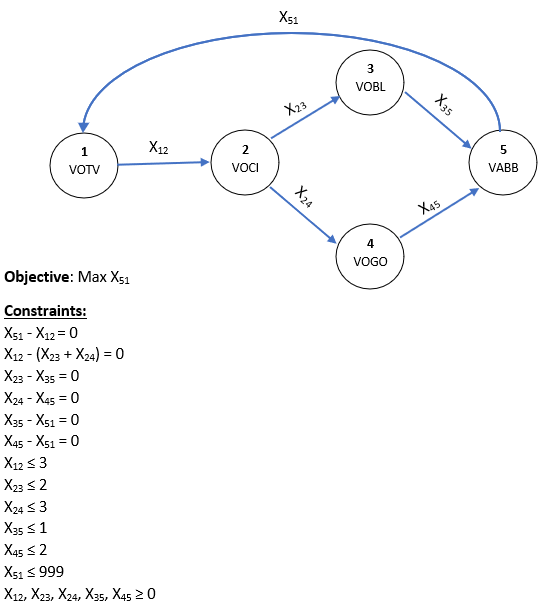 X51
3
VOBL
X23
X35
1
VOTV
X12
2
VOCI
5
VABB
X24
X45
4
VOGO
Objective: Max X51
Constraints:
X51 - X12 = 0
X12 - (X23 + X24) = 0
X23 - X35 = 0
X24 - X45 = 0
X35 - X51 = 0
X45 - X51 = 0
X12 ≤ 3
X23 ≤ 2
X24 ≤ 3
X35 ≤ 1
X45 ≤ 2
X51 ≤ 999
X12, X23, X24, X35, X45 ≥ 0